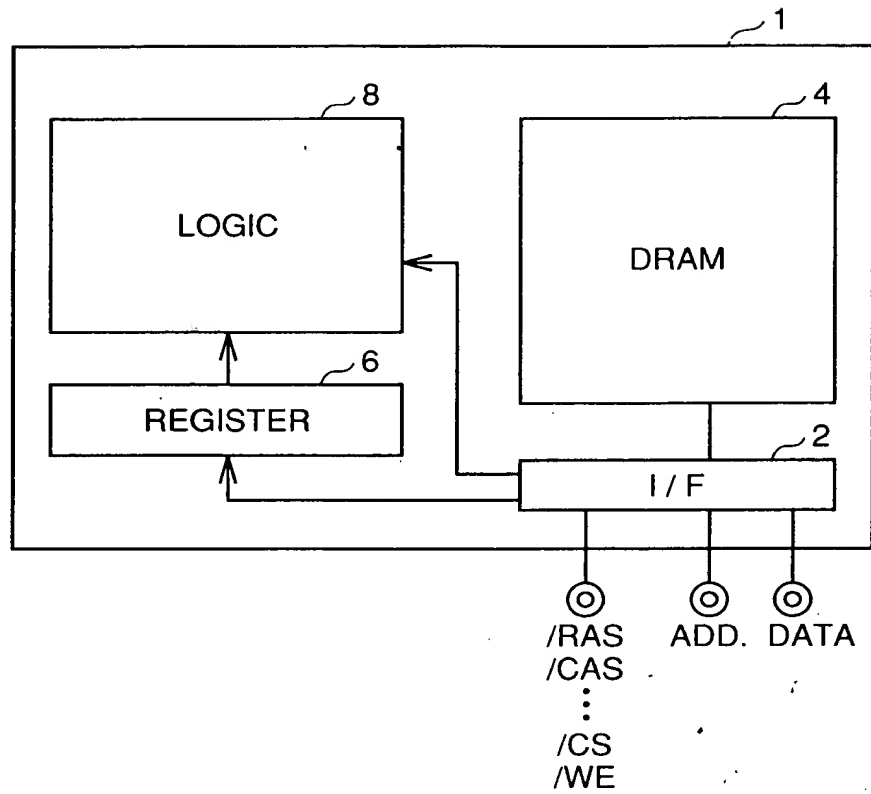 1
8
4
LOGIC
DRAM
6
REGISTER
2
I / F
/RAS
ADD.
DATA
/CAS
/CS
/WE